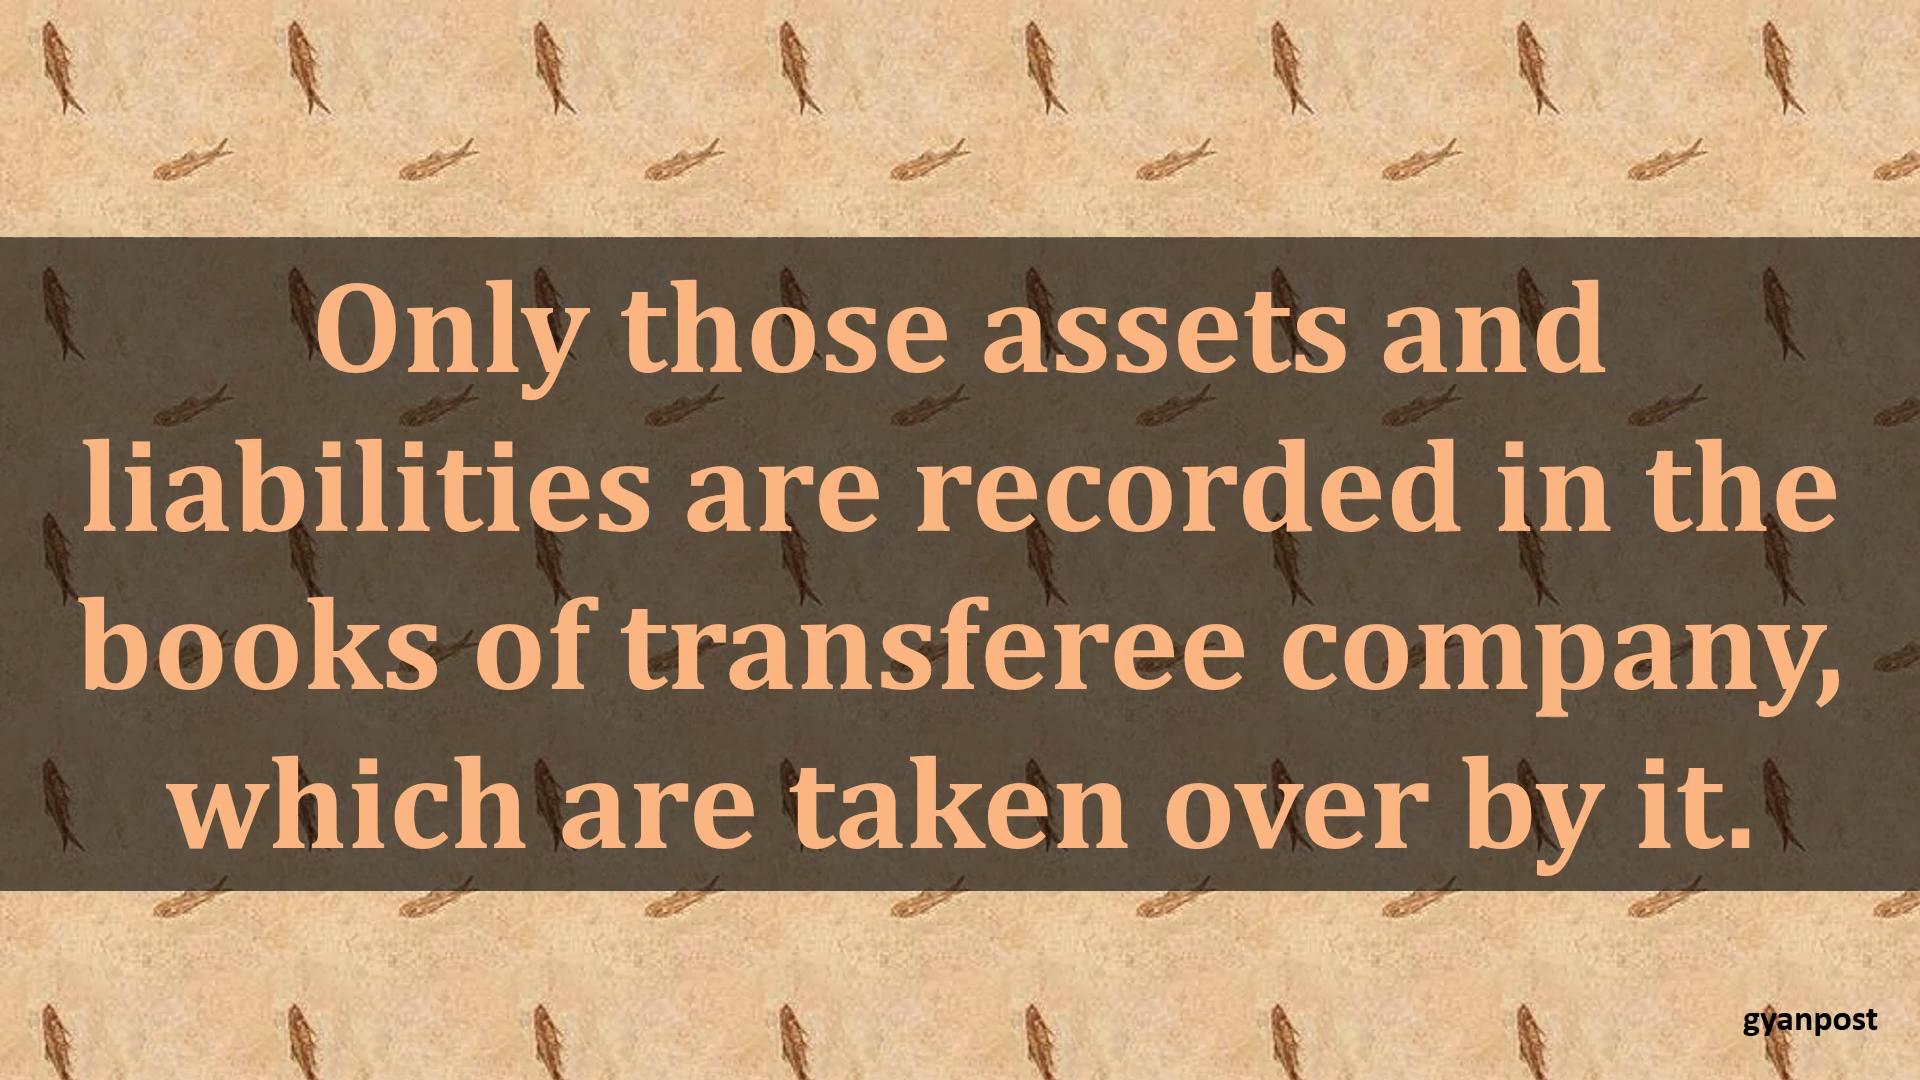 Only those assets and
liabilities are recorded in the
books of transferee company,
which are taken over by it.
gyanpost